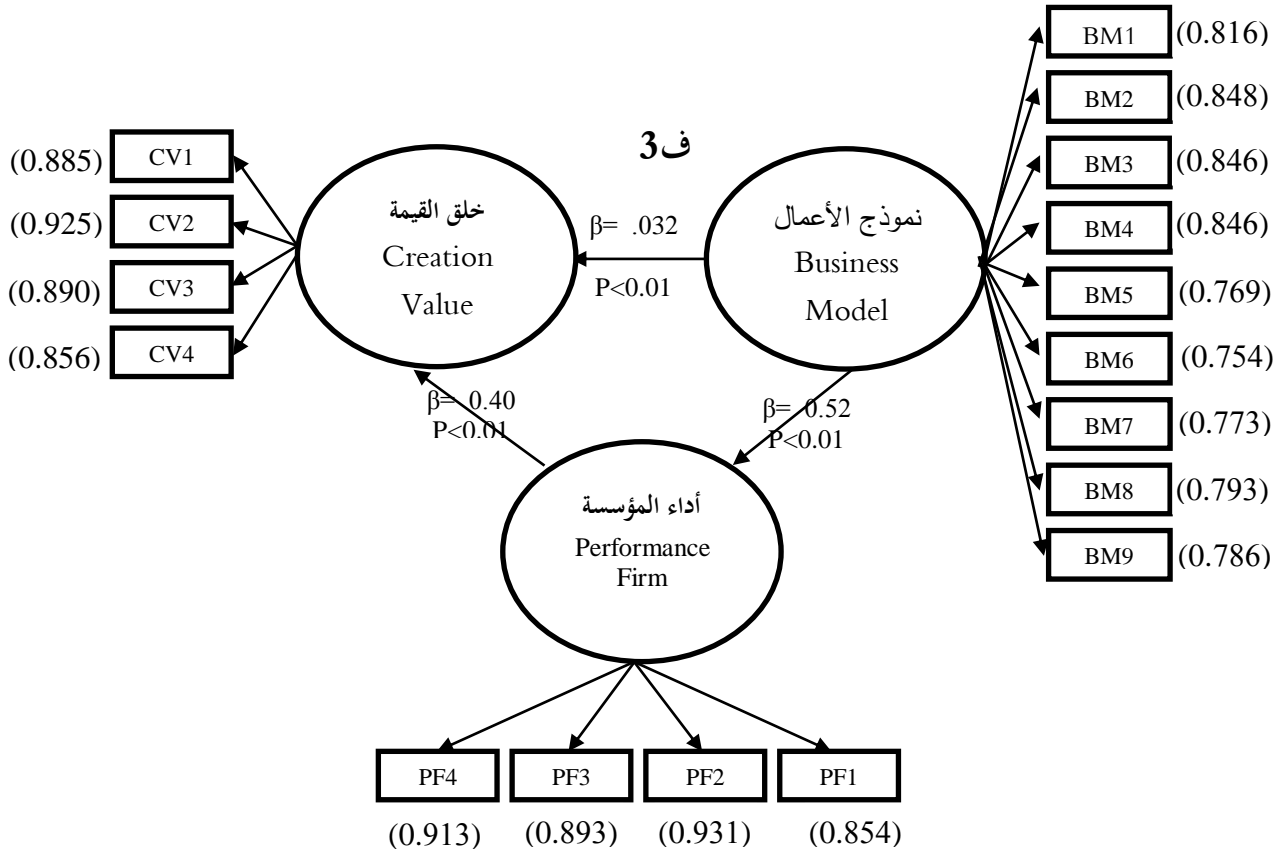 ف3
خلق القيمة
Creation
Value
نموذج الأعمال
Business
Model
β= .032
P<0.01
β= 0.40
P<0.01
β= 0.52
P<0.01
أداء المؤسسة
Performance
Firm
(0.885) CV1
(0.925) CV2
(0.890) CV3
(0.856) CV4
BM1 (0.816)
BM2 (0.848)
BM3 (0.846)
BM4 (0.846)
BM5 (0.769)
BM6 (0.754)
BM7 (0.773)
BM8 (0.793)
BM9 (0.786)
PF4 PF3 PF2 PF1
(0.913) (0.893) (0.931) (0.854)